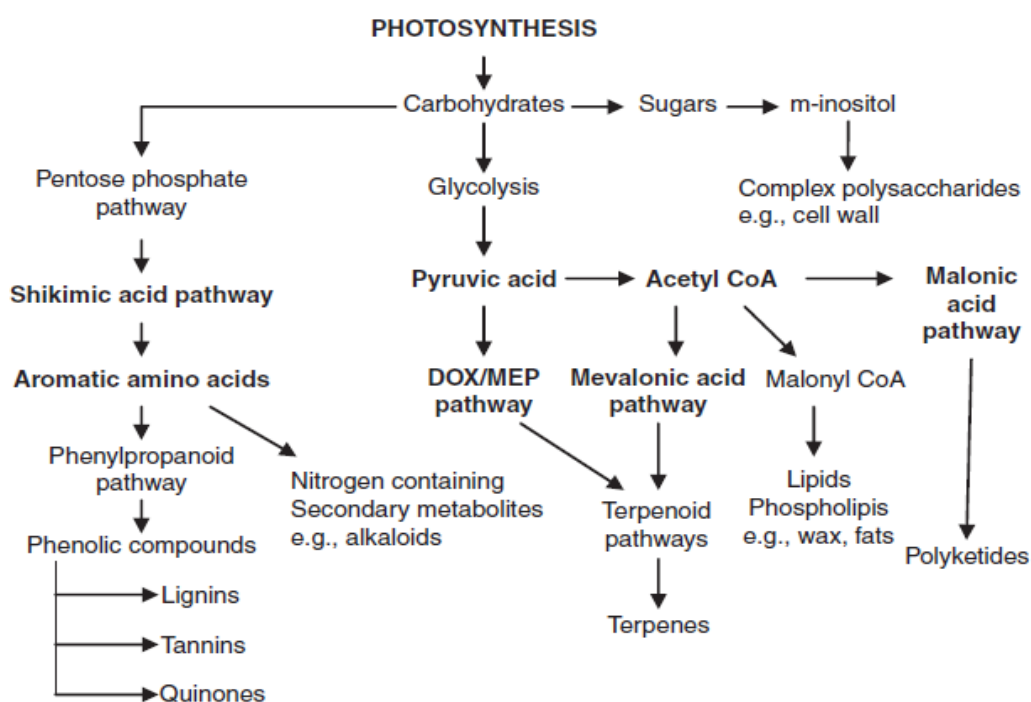 PHOTOSYNTHESIS
Carbohydrates
Sugars
m-inositol
Pentose phosphate
pathway
Glycolysis
Complex polysaccharides
e.g., cell wall
Shikimic acid pathway
Pyruvic acid
Acetyl CoA
Malonic
acid
pathway
Aromatic amino acids
DOX/MEP
pathway
Mevalonic acid
pathway
Malonyl CoA
Phenylpropanoid
pathway
Nitrogen containing
Secondary metabolites
e.g., alkaloids
Terpenoid
pathways
Lipids
Phospholipis
e.g., wax, fats
Polyketides
Phenolic compounds
Lignins
Tannins
Quinones
Terpenes